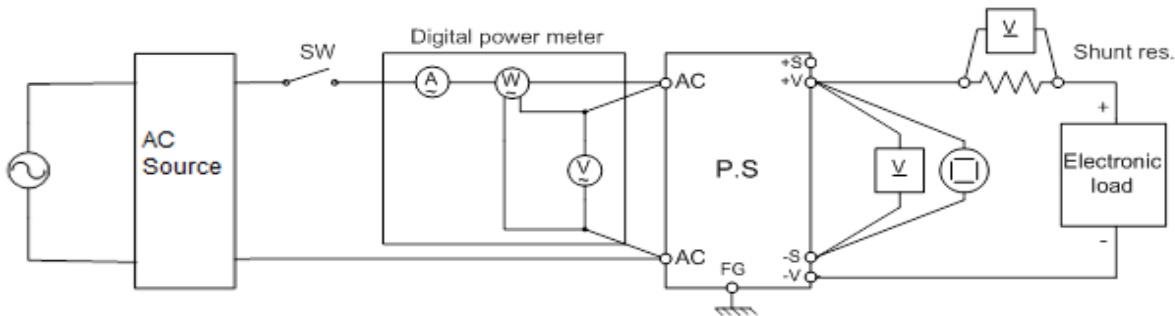 Digital power meter
SW
V
Shunt res.
+S
A
W
AC
+V
+
AC
Source
V
P.S
V
Electronic
load
AC
FG
-S
-V
-